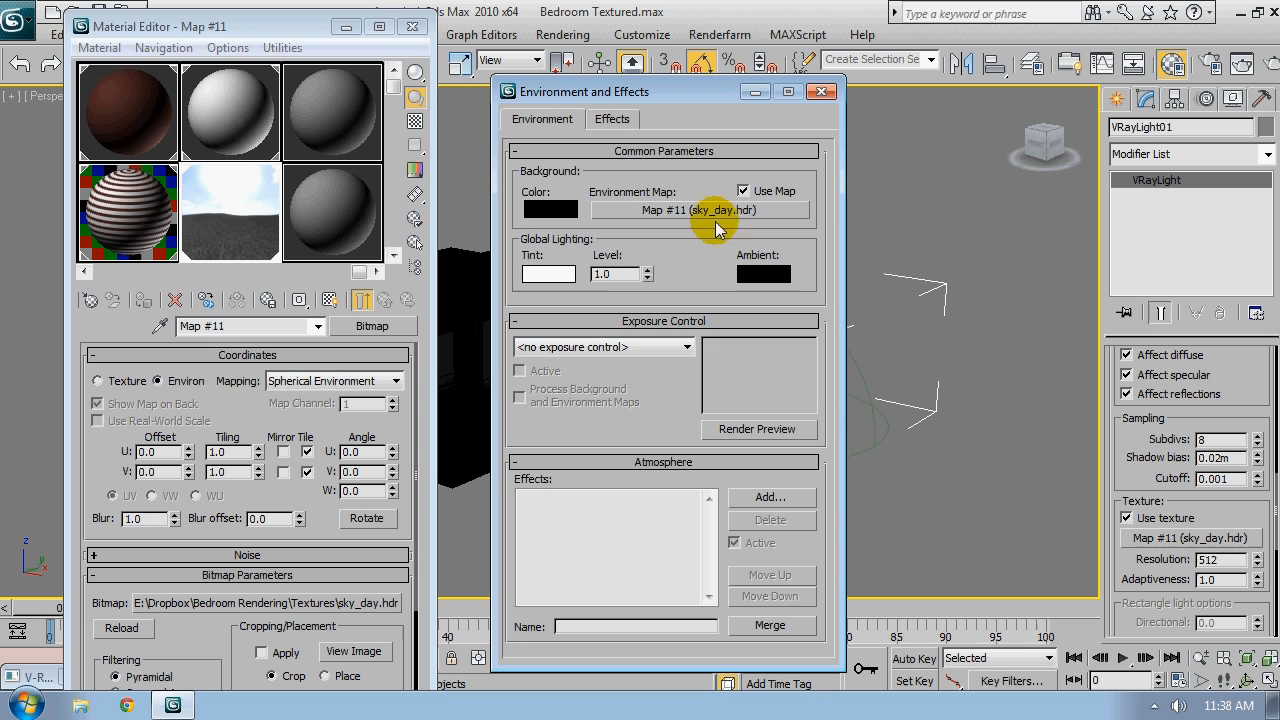 Material Editor - Map #11
Material Navigation Options Utilities
Map #11
Bitmap
Coordinates
Texture Environ Mapping: Spherical Environment
Show Map on Back Map Channel: 1
Use Real-World Scale
Offset Tiling Mirror Tile Angle
U: 0.0 1.0 U: 0.0
V: 0.0 1.0 V: 0.0
W: 0.0
UV VW WU
Blur: 1.0 Blur offset: 0.0 Rotate
Noise
Bitmap Parameters
Bitmap: E:\Dropbox\Bedroom Rendering\Textures\sky_day.hdr
Reload
Cropping/Placement
Apply View Image
Filtering
Pyramidal
Crop Place
Max 2010 x64 Bedroom Textured.max
Type a keyword or phrase
Graph Editors Rendering Customize Renderfarm MAXScript Help
View
3
Create Selection Se
Environment and Effects
Environment Effects
Common Parameters
Background:
Color: Environment Map: Use Map
Map #11 (sky_day.hdr)
Global Lighting:
Tint: Level: Ambient:
1.0
Exposure Control
<no exposure control>
Active
Process Background
and Environment Maps
Render Preview
Atmosphere
Effects:
Add...
Delete
Active
Move Up
Move Down
Name:
Merge
VRayLight01
Modifier List
VRayLight
Affect diffuse
Affect specular
Affect reflections
Sampling
Subdivs: 8
Shadow bias: 0.02m
Cutoff: 0.001
Texture:
Use texture
Map #11 (sky_day.hdr)
Resolution: 512
Adaptiveness: 1.0
Rectangle light options
Directional: 0.0
[ + ] [ Perspe
z
x
40 85 90 95 100
Auto Key Selected
Set Key Key Filters... 0
Add Time Tag
V-R...
11:38 AM